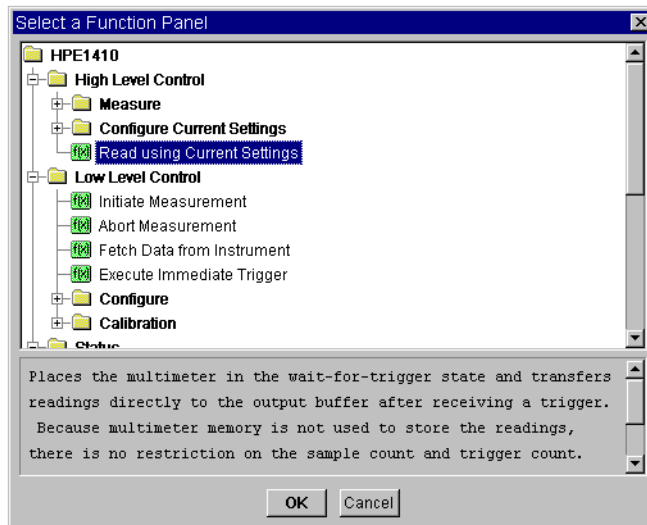 Select a Function Panel
HPE1410
High Level Control
Measure
Configure Current Settings
f(x) Read using Current Settings
Low Level Control
f(x) Initiate Measurement
f(x) Abort Measurement
f(x) Fetch Data from Instrument
f(x) Execute Immediate Trigger
Configure
Calibration
Status
Places the multimeter in the wait-for-trigger state and transfers
readings directly to the output buffer after receiving a trigger.
Because multimeter memory is not used to store the readings,
there is no restriction on the sample count and trigger count.
OK Cancel